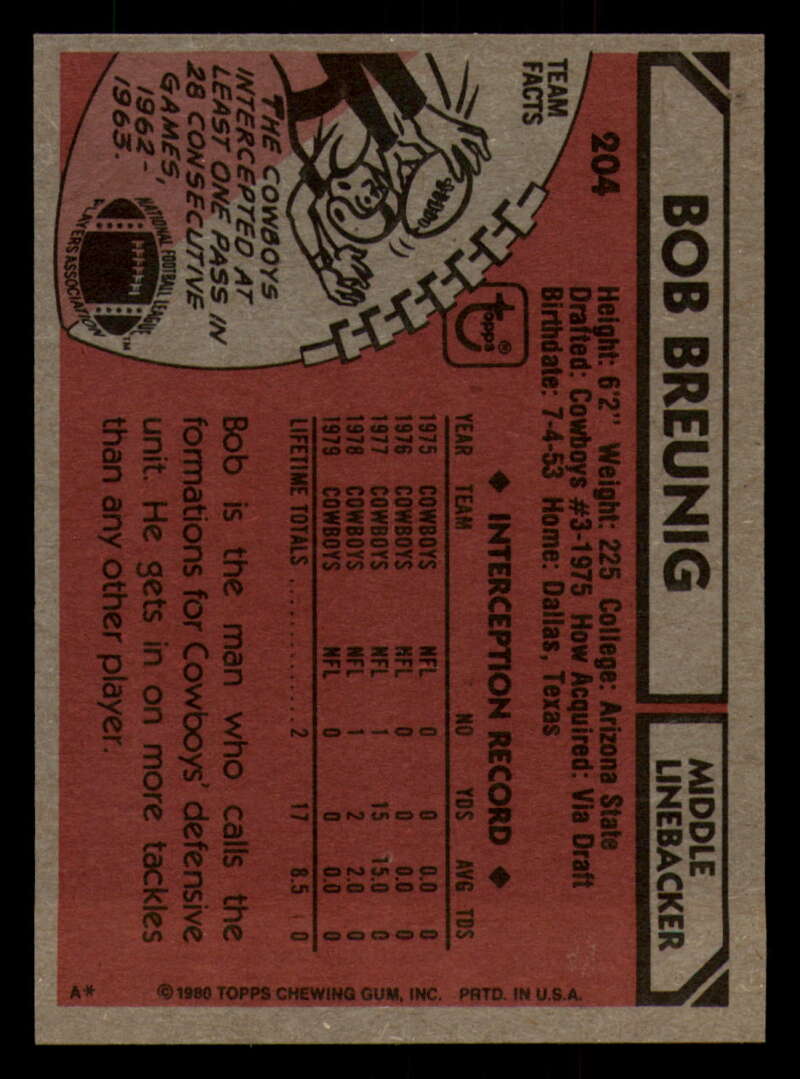 BOB BREUNIG
MIDDLE
LINEBACKER
204
Height: 6'2" Weight: 225 College: Arizona State
Drafted: Cowboys #3-1975 How Acquired: Via Draft
Birthdate: 7-4-53 Home: Dallas, Texas
TEAM
FACTS
topps®
THE COWBOYS
INTERCEPTED AT
LEAST ONE PASS IN
28 CONSECUTIVE
GAMES,
1962-
1963.
NATIONAL FOOTBALL LEAGUE
PLAYERS ASSOCIATION™
◆ INTERCEPTION RECORD ◆
YEAR TEAM NO YDS AVG TDS
1975 COWBOYS NFL 0 0 0.0 0
1976 COWBOYS NFL 0 0 0.0 0
1977 COWBOYS NFL 1 15 15.0 0
1978 COWBOYS NFL 1 2 2.0 0
1979 COWBOYS NFL 0 0 0.0 0
LIFETIME TOTALS ............... 2 17 8.5 0
Bob is the man who calls the
formations for Cowboys' defensive
unit. He gets in on more tackles
than any other player.
A* ©1980 TOPPS CHEWING GUM, INC. PRTD. IN U.S.A.